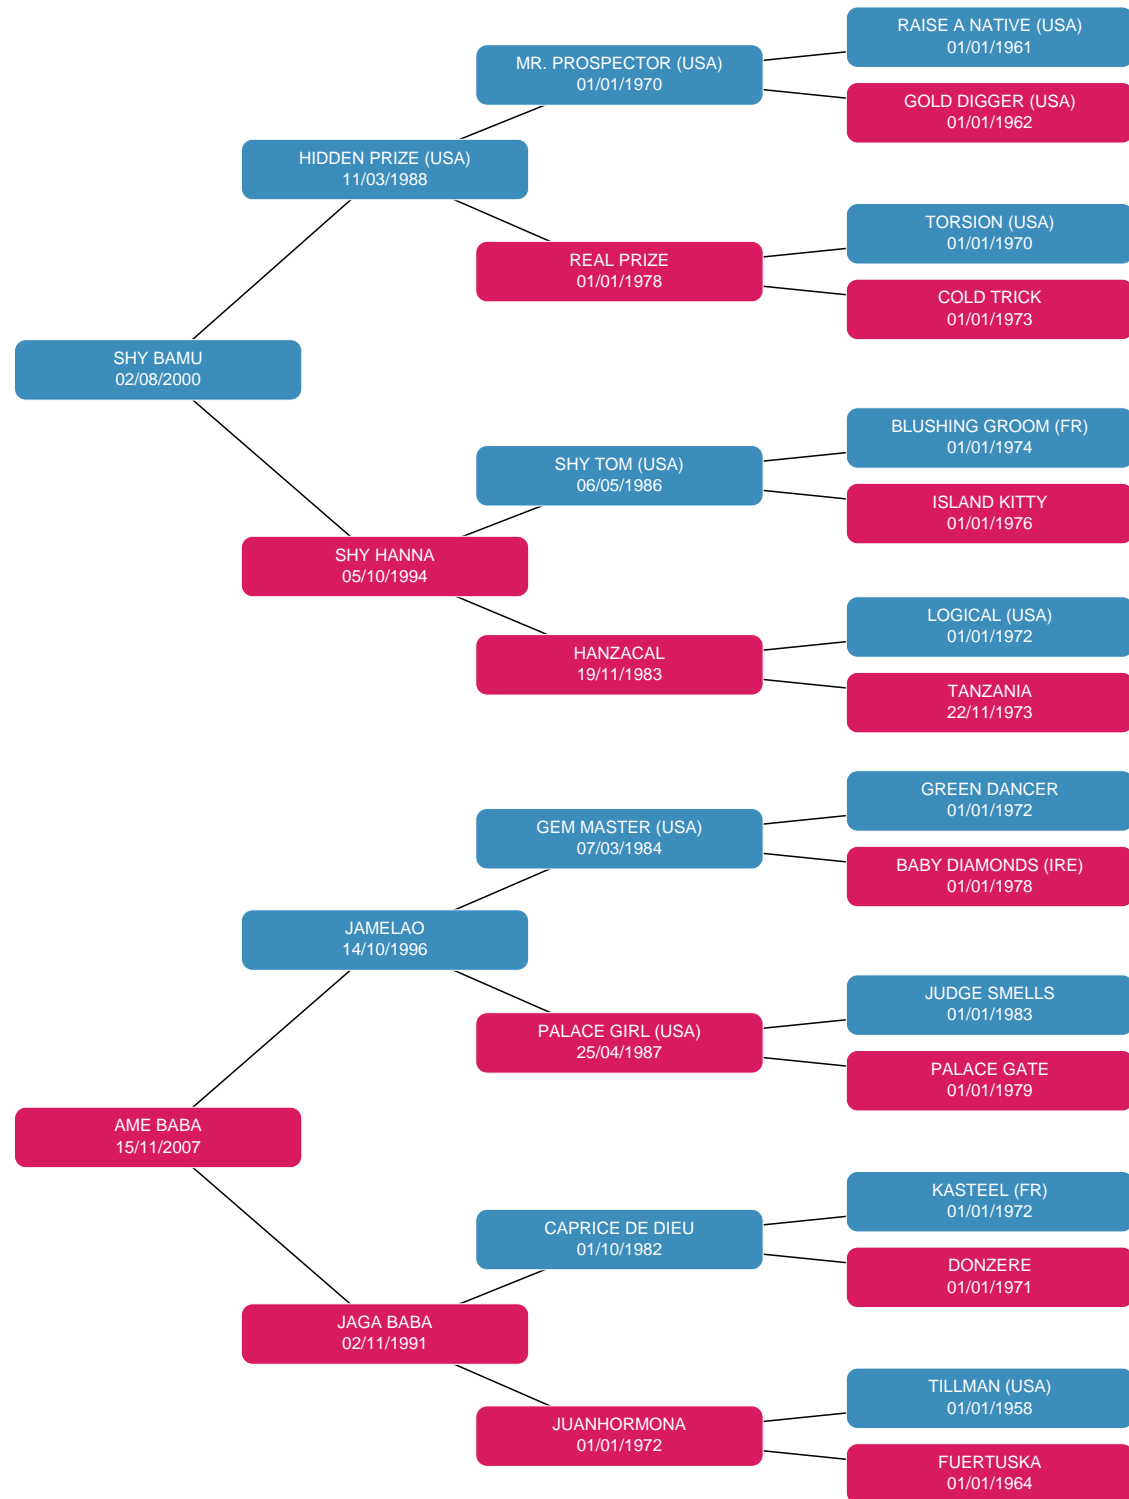 RAISE A NATIVE (USA)
01/01/1961
MR. PROSPECTOR (USA)
01/01/1970
GOLD DIGGER (USA)
01/01/1962
HIDDEN PRIZE (USA)
11/03/1988
TORSION (USA)
01/01/1970
REAL PRIZE
01/01/1978
COLD TRICK
01/01/1973
SHY BAMU
02/08/2000
BLUSHING GROOM (FR)
01/01/1974
SHY TOM (USA)
06/05/1986
ISLAND KITTY
01/01/1976
SHY HANNA
05/10/1994
LOGICAL (USA)
01/01/1972
HANZACAL
19/11/1983
TANZANIA
22/11/1973
GREEN DANCER
01/01/1972
GEM MASTER (USA)
07/03/1984
BABY DIAMONDS (IRE)
01/01/1978
JAMELAO
14/10/1996
JUDGE SMELLS
01/01/1983
PALACE GIRL (USA)
25/04/1987
PALACE GATE
01/01/1979
AME BABA
15/11/2007
KASTEEL (FR)
01/01/1972
CAPRICE DE DIEU
01/10/1982
DONZERE
01/01/1971
JAGA BABA
02/11/1991
TILLMAN (USA)
01/01/1958
JUANHORMONA
01/01/1972
FUERTUSKA
01/01/1964